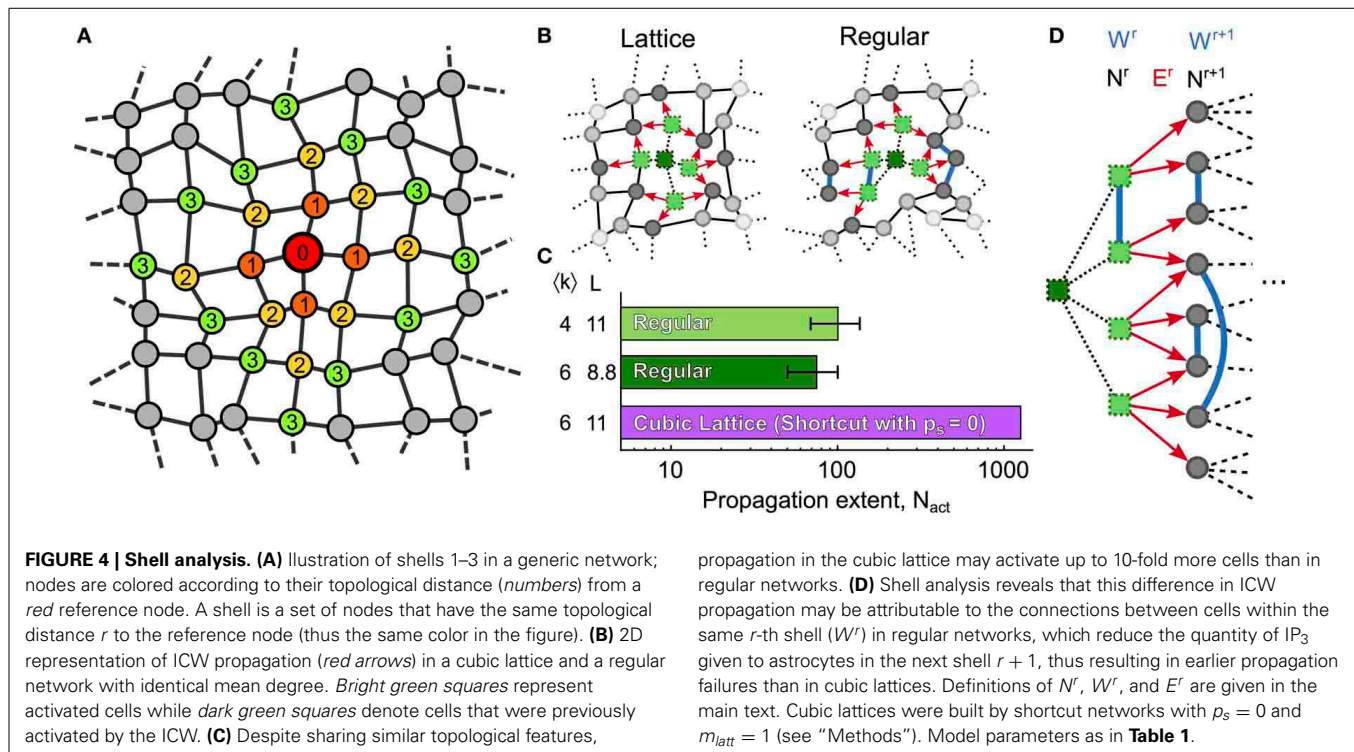 A
0
1
1
1
1
2
2
2
2
2
2
2
2
3
3
3
3
3
3
3
3
3
3
3
3
B
Lattice
Regular
C
⟨k⟩ L
4 11 Regular
6 8.8 Regular
6 11 Cubic Lattice (Shortcut with pₛ = 0)
10 100 1000
Propagation extent, N_act
D
Wʳ Wʳ⁺¹
Nʳ Eʳ Nʳ⁺¹
...
FIGURE 4 | Shell analysis. (A) Ilustration of shells 1–3 in a generic network;
nodes are colored according to their topological distance (numbers) from a
red reference node. A shell is a set of nodes that have the same topological
distance r to the reference node (thus the same color in the figure). (B) 2D
representation of ICW propagation (red arrows) in a cubic lattice and a regular
network with identical mean degree. Bright green squares represent
activated cells while dark green squares denote cells that were previously
activated by the ICW. (C) Despite sharing similar topological features,
propagation in the cubic lattice may activate up to 10-fold more cells than in
regular networks. (D) Shell analysis reveals that this difference in ICW
propagation may be attributable to the connections between cells within the
same r-th shell (Wʳ) in regular networks, which reduce the quantity of IP₃
given to astrocytes in the next shell r + 1, thus resulting in earlier propagation
failures than in cubic lattices. Definitions of Nʳ, Wʳ, and Eʳ are given in the
main text. Cubic lattices were built by shortcut networks with pₛ = 0 and
m_latt = 1 (see “Methods”). Model parameters as in Table 1.